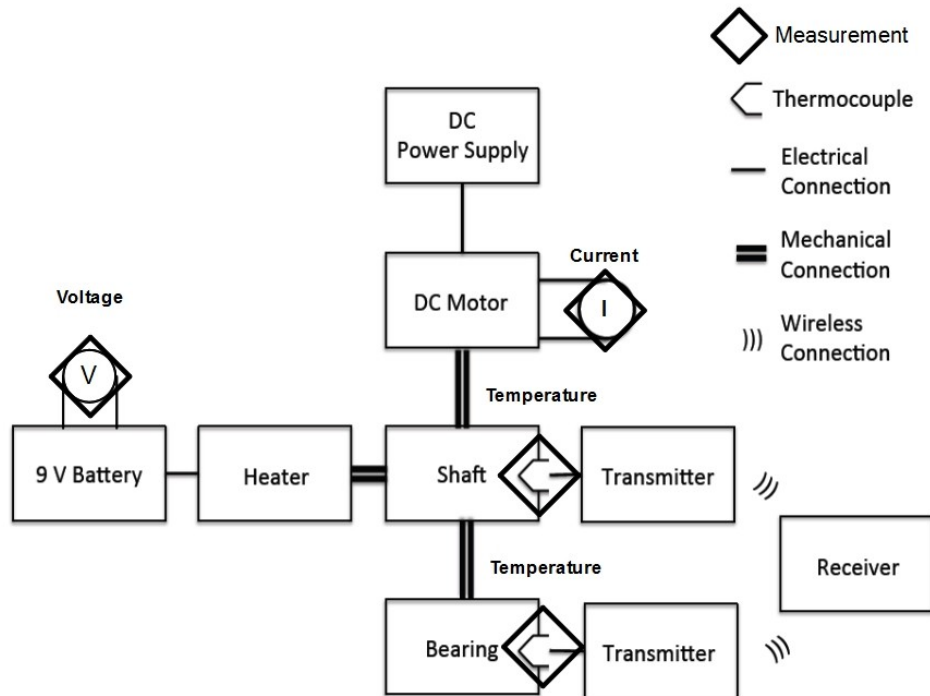 Measurement
Thermocouple
DC
Power Supply
Electrical
Connection
Current
Mechanical
Connection
DC Motor
I
Voltage
Wireless
Connection
V
Temperature
9 V Battery
Heater
Shaft
Transmitter
Temperature
Receiver
Bearing
Transmitter